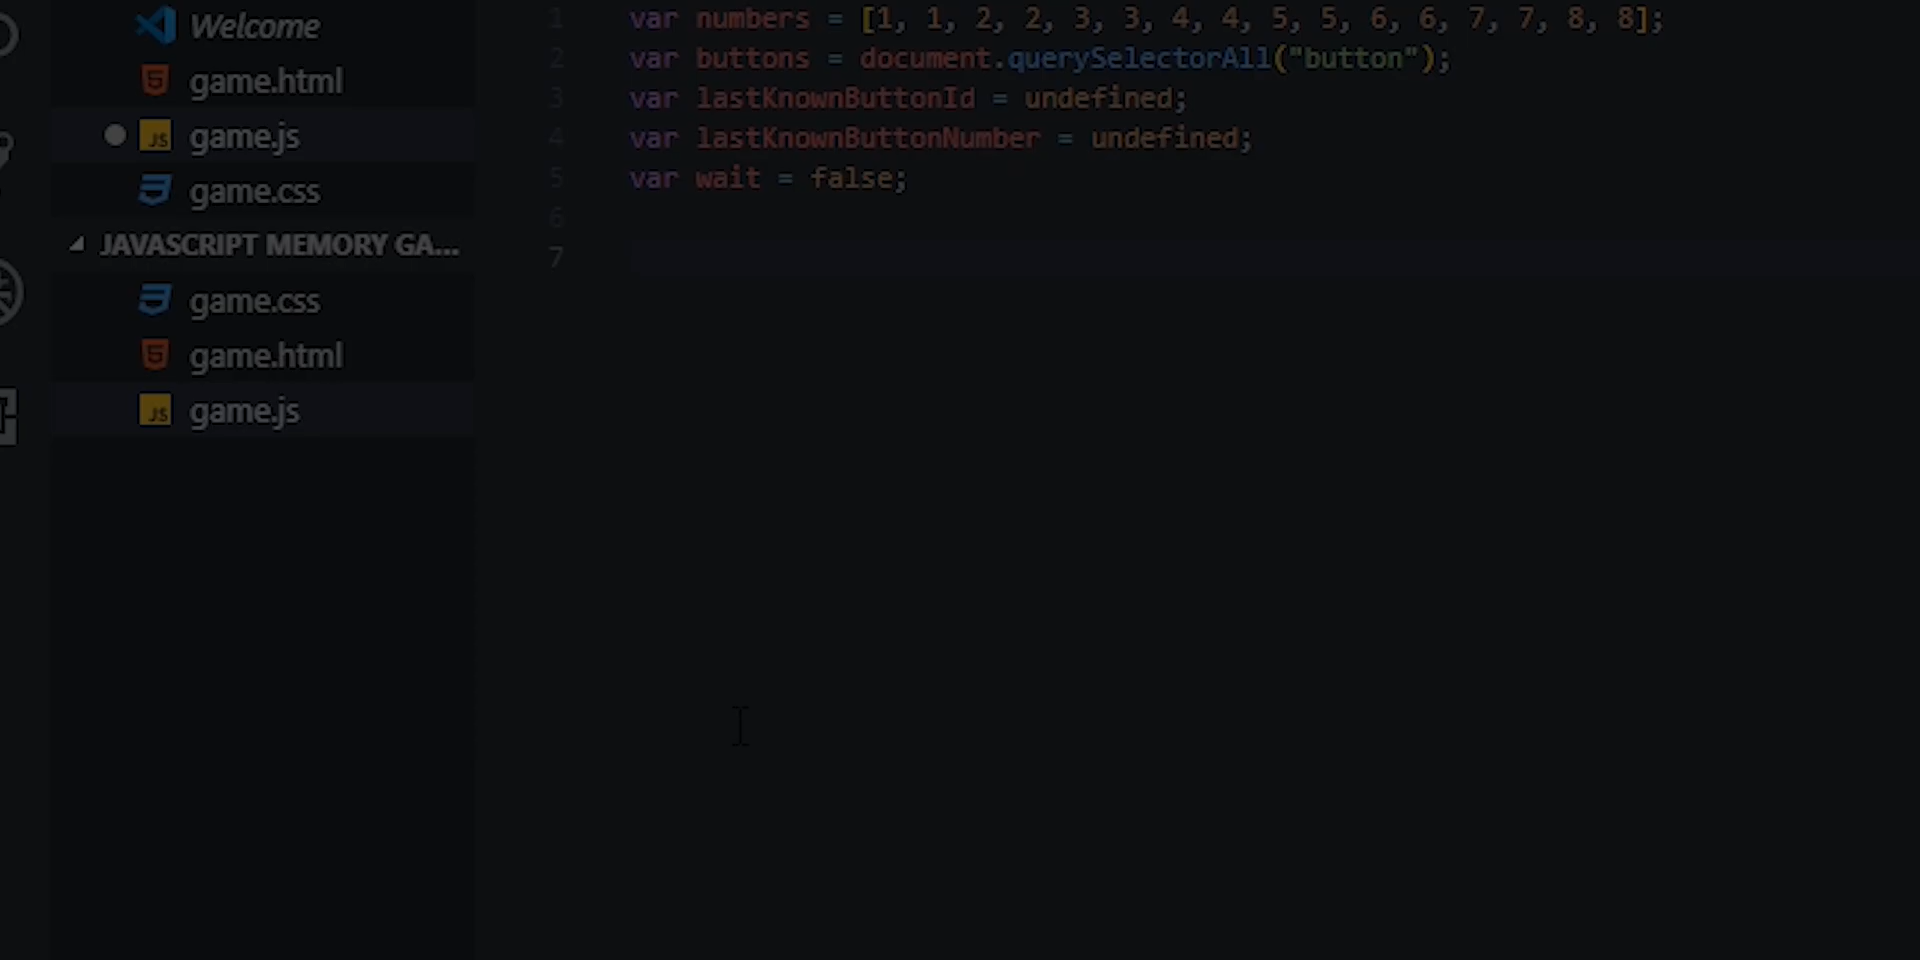 Welcome
game.html
game.js
game.css
JAVASCRIPT MEMORY GA...
game.css
game.html
game.js
1 var numbers = [1, 1, 2, 2, 3, 3, 4, 4, 5, 5, 6, 6, 7, 7, 8, 8];
2 var buttons = document.querySelectorAll("button");
3 var lastKnownButtonId = undefined;
4 var lastKnownButtonNumber = undefined;
5 var wait = false;
6
7